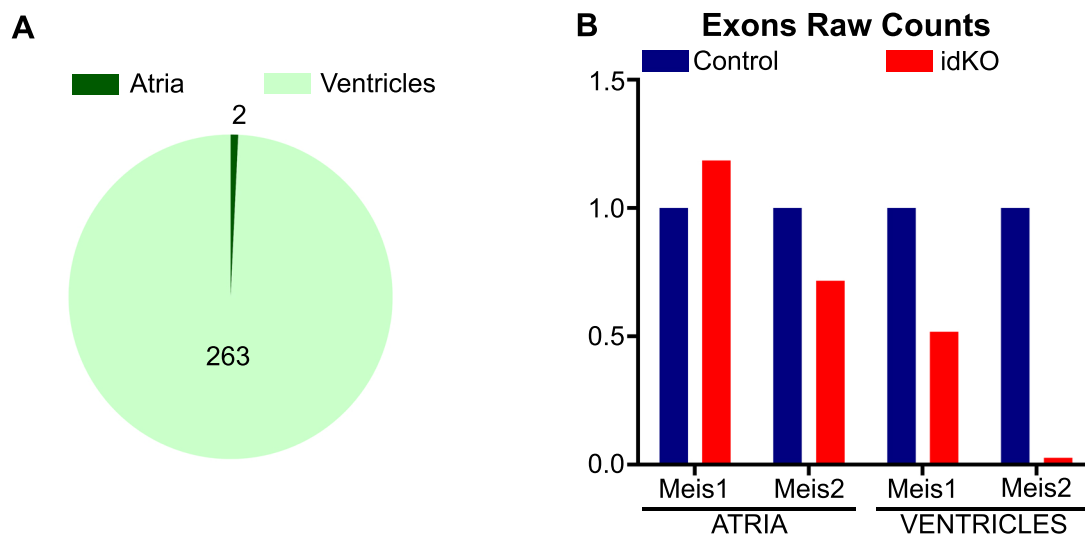 A
Atria Ventricles
2
263
B Exons Raw Counts
Control idKO
1.5
1.0
0.5
0.0
Meis1 Meis2 Meis1 Meis2
ATRIA VENTRICLES